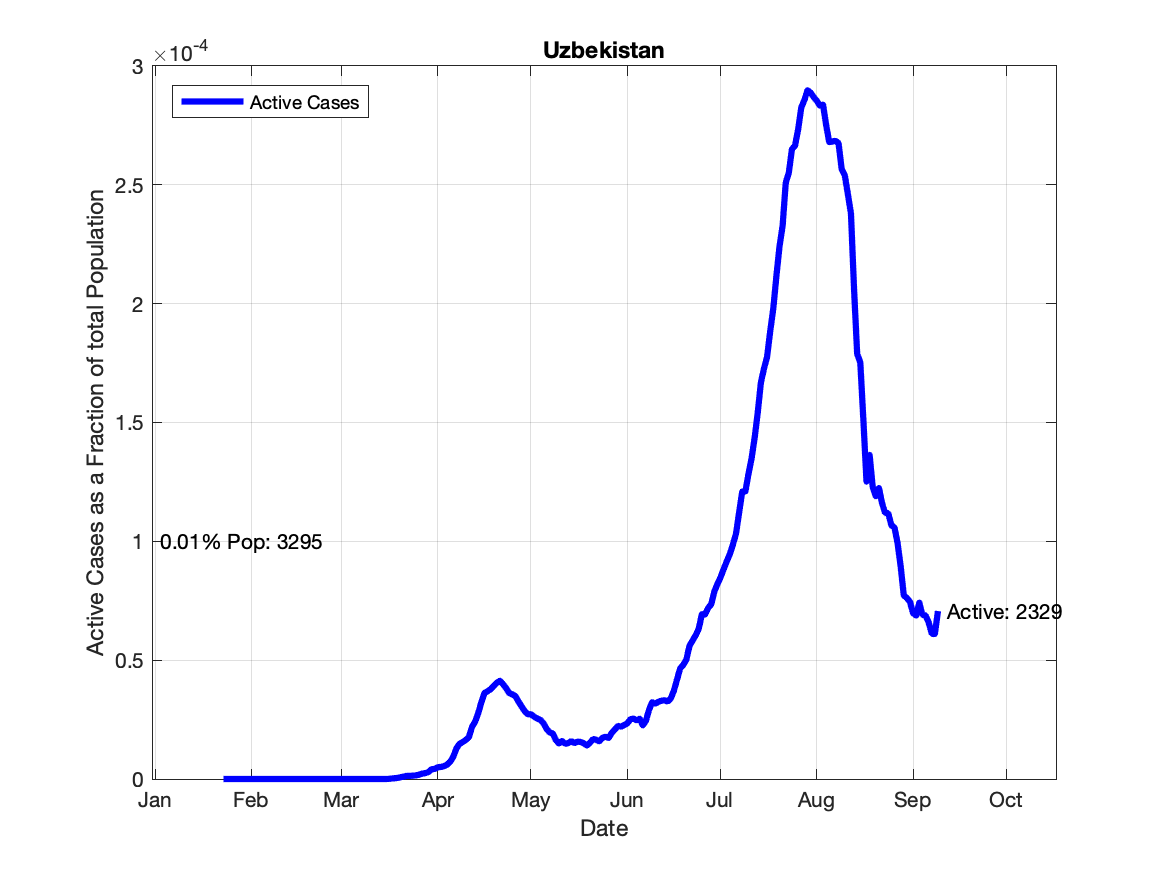 Uzbekistan
×10-4
Active Cases
3
2.5
2
1.5
1
0.5
0
Active Cases as a Fraction of total Population
0.01% Pop: 3295
Active: 2329
Jan Feb Mar Apr May Jun Jul Aug Sep Oct
Date